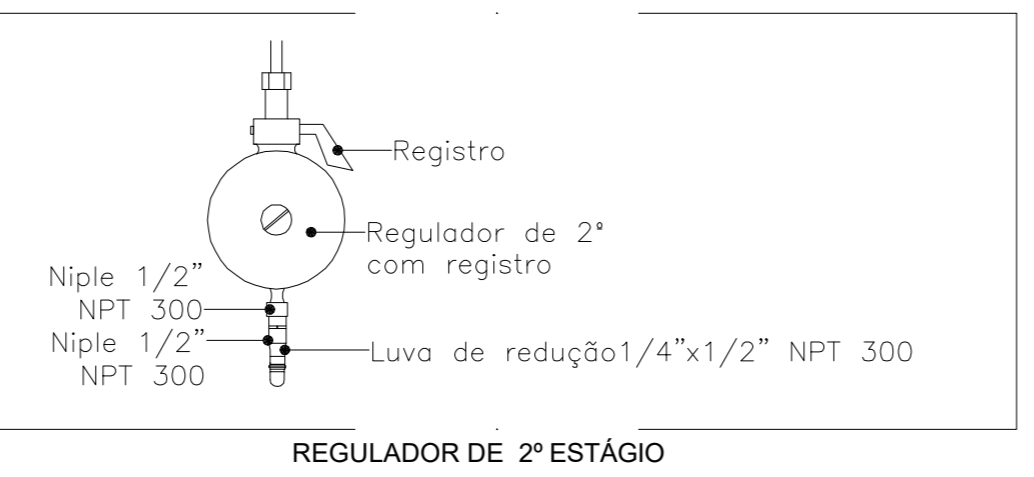 Registro
Regulador de 2ª
com registro
Niple 1/2”
NPT 300
Niple 1/2”
NPT 300
Luva de redução1/4”x1/2” NPT 300
REGULADOR DE 2º ESTÁGIO